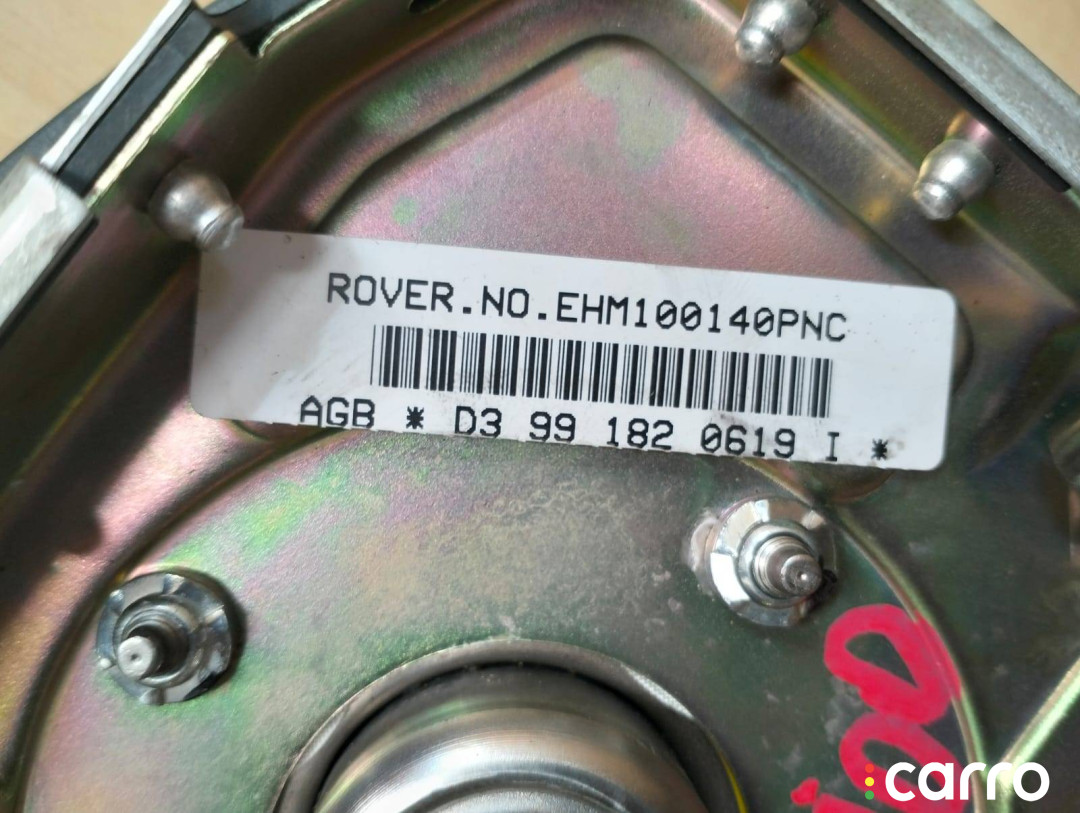 ROVER.NO.EHM100140PNC
AGB * D3 99 182 0619 I *
carro